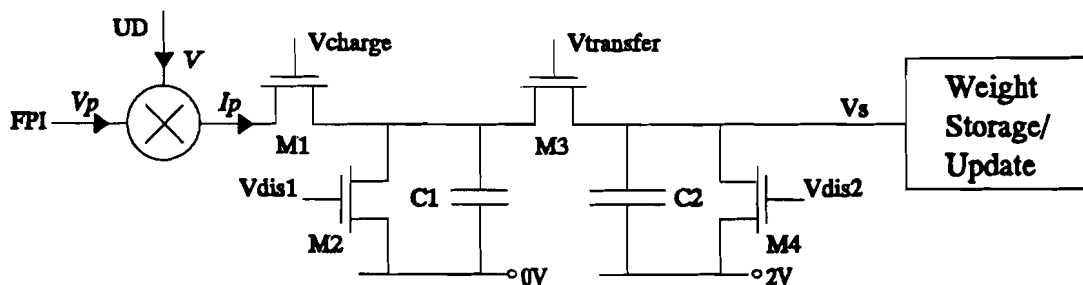 UD
V
Vcharge
Vtransfer
FPI
Vp
Ip
M1
M3
Vs
Weight
Storage/
Update
Vdis1
M2
C1
C2
Vdis2
M4
0V
2V